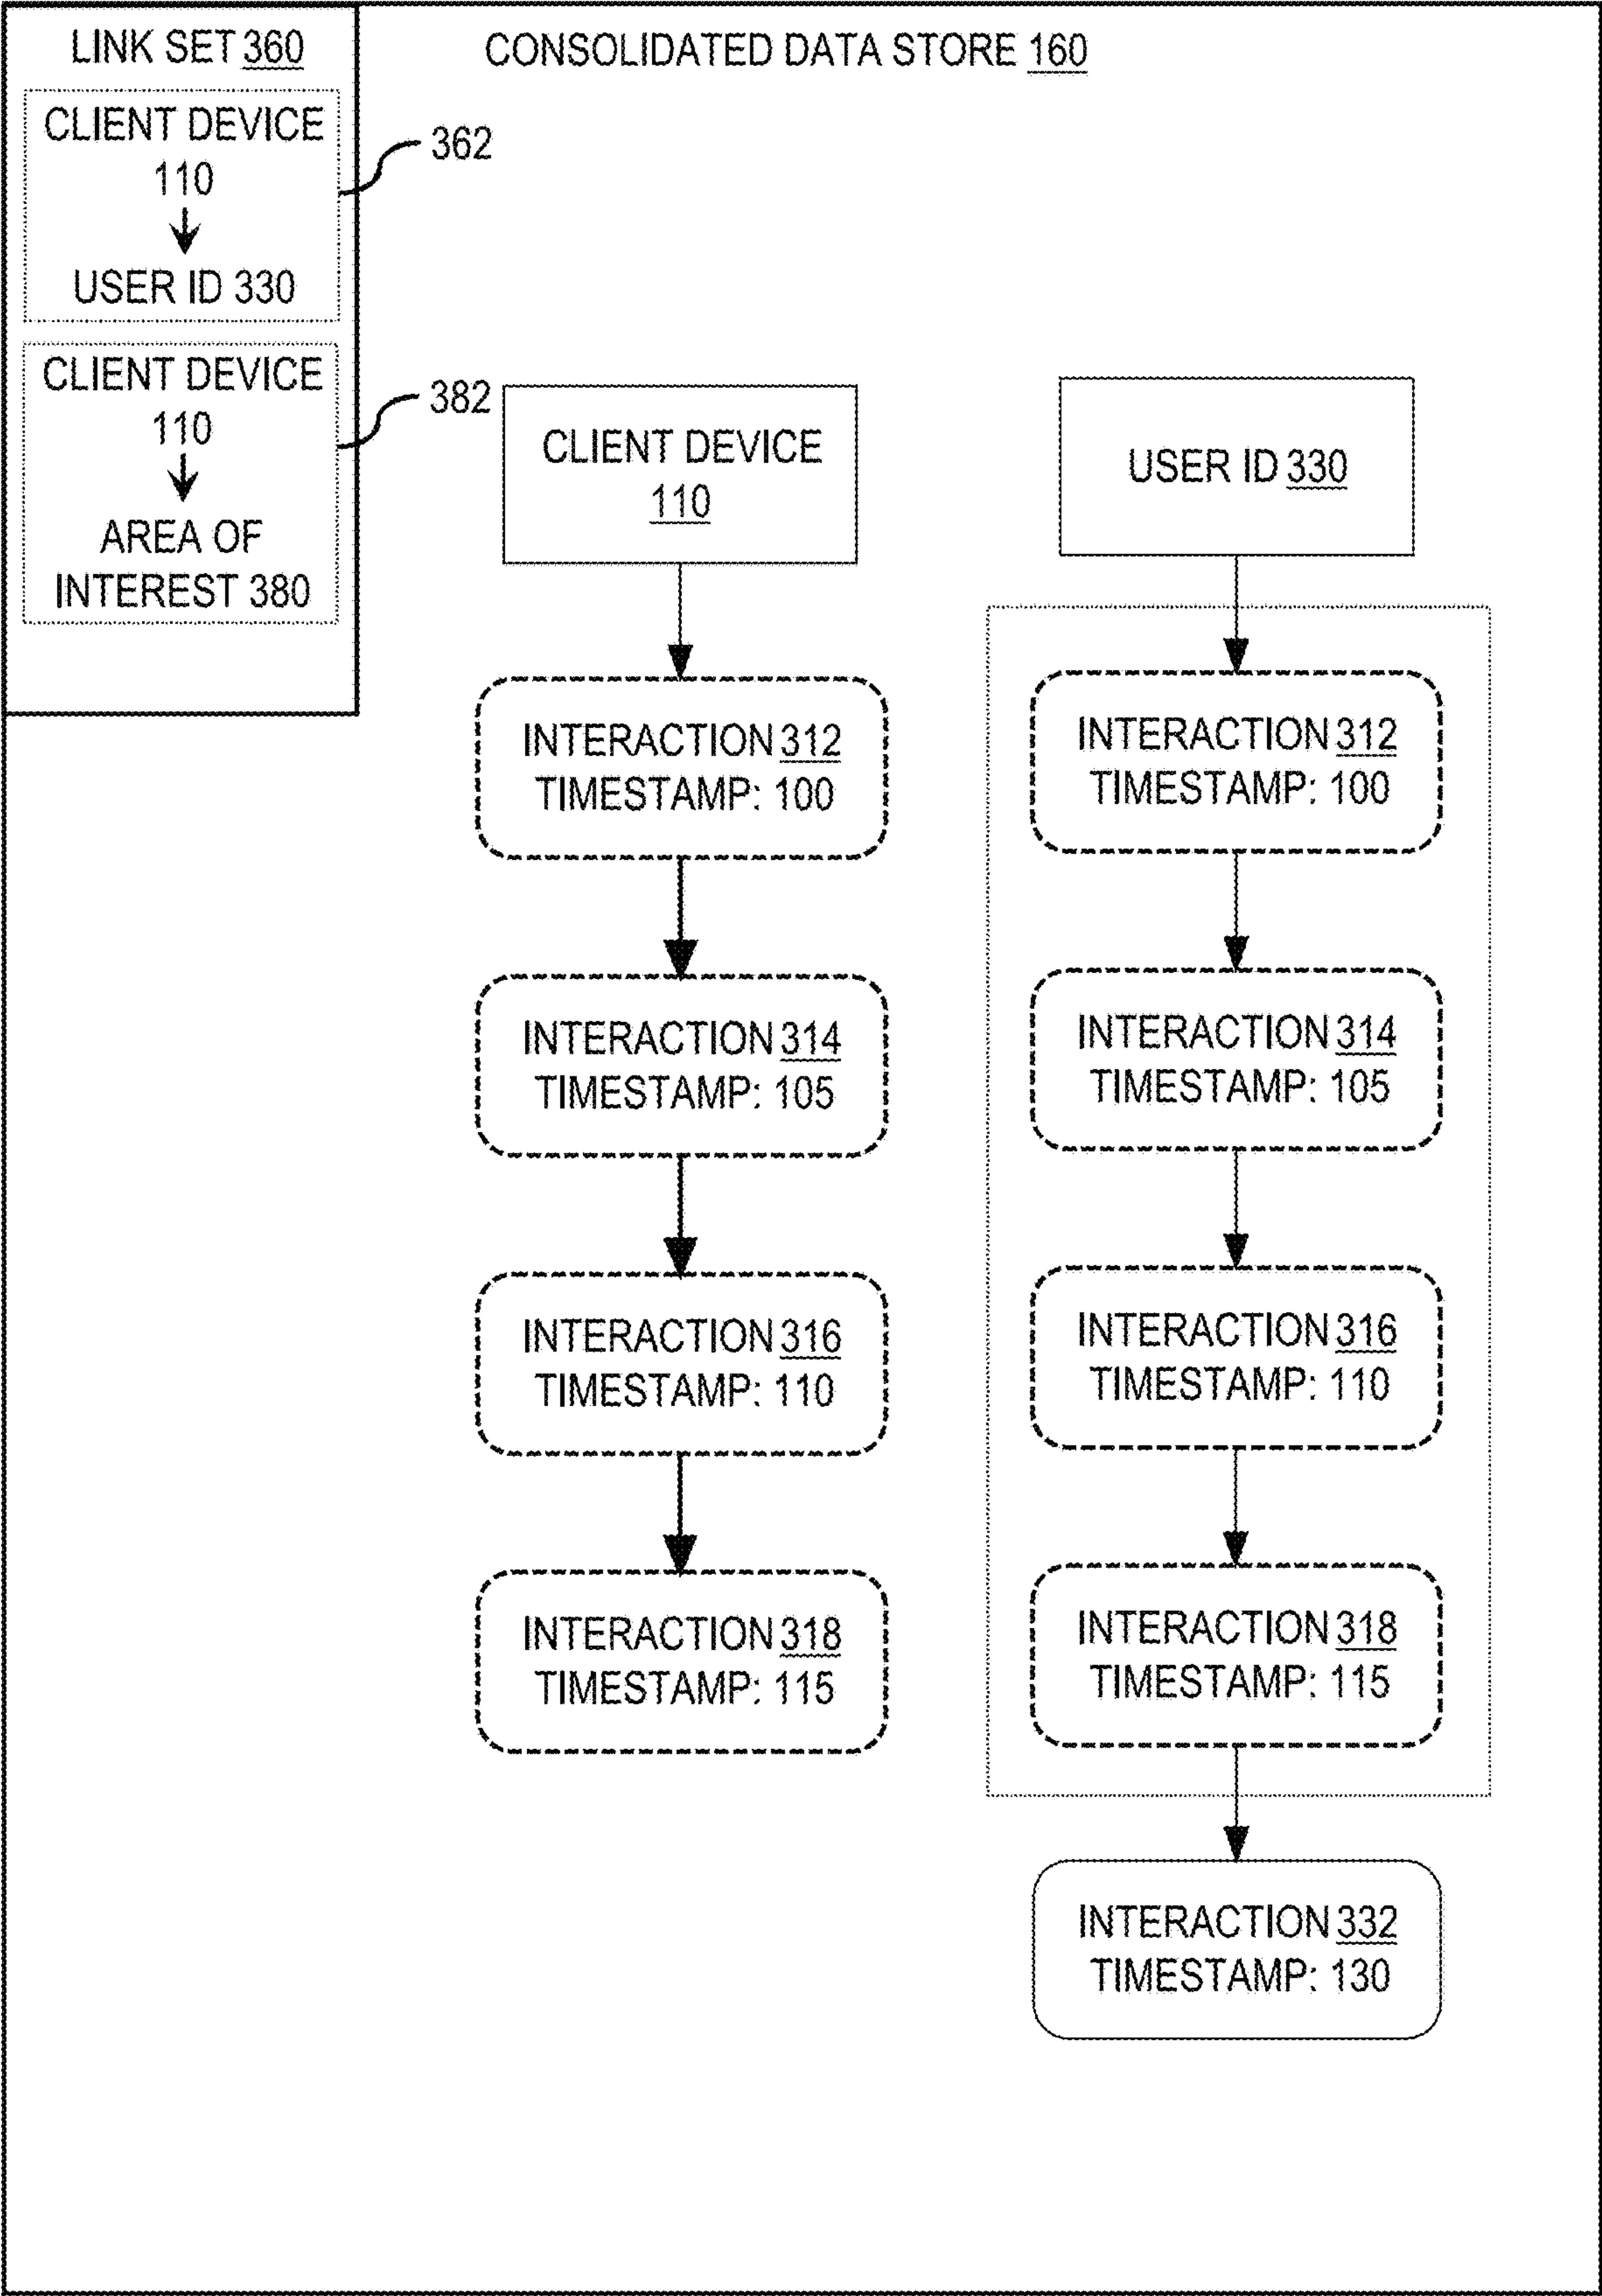 LINK SET 360
CONSOLIDATED DATA STORE 160
CLIENT DEVICE
110
USER ID 330
362
CLIENT DEVICE
110
AREA OF
INTEREST 380
382
CLIENT DEVICE
110
INTERACTION 312
TIMESTAMP: 100
INTERACTION 314
TIMESTAMP: 105
INTERACTION 316
TIMESTAMP: 110
INTERACTION 318
TIMESTAMP: 115
USER ID 330
INTERACTION 312
TIMESTAMP: 100
INTERACTION 314
TIMESTAMP: 105
INTERACTION 316
TIMESTAMP: 110
INTERACTION 318
TIMESTAMP: 115
INTERACTION 332
TIMESTAMP: 130